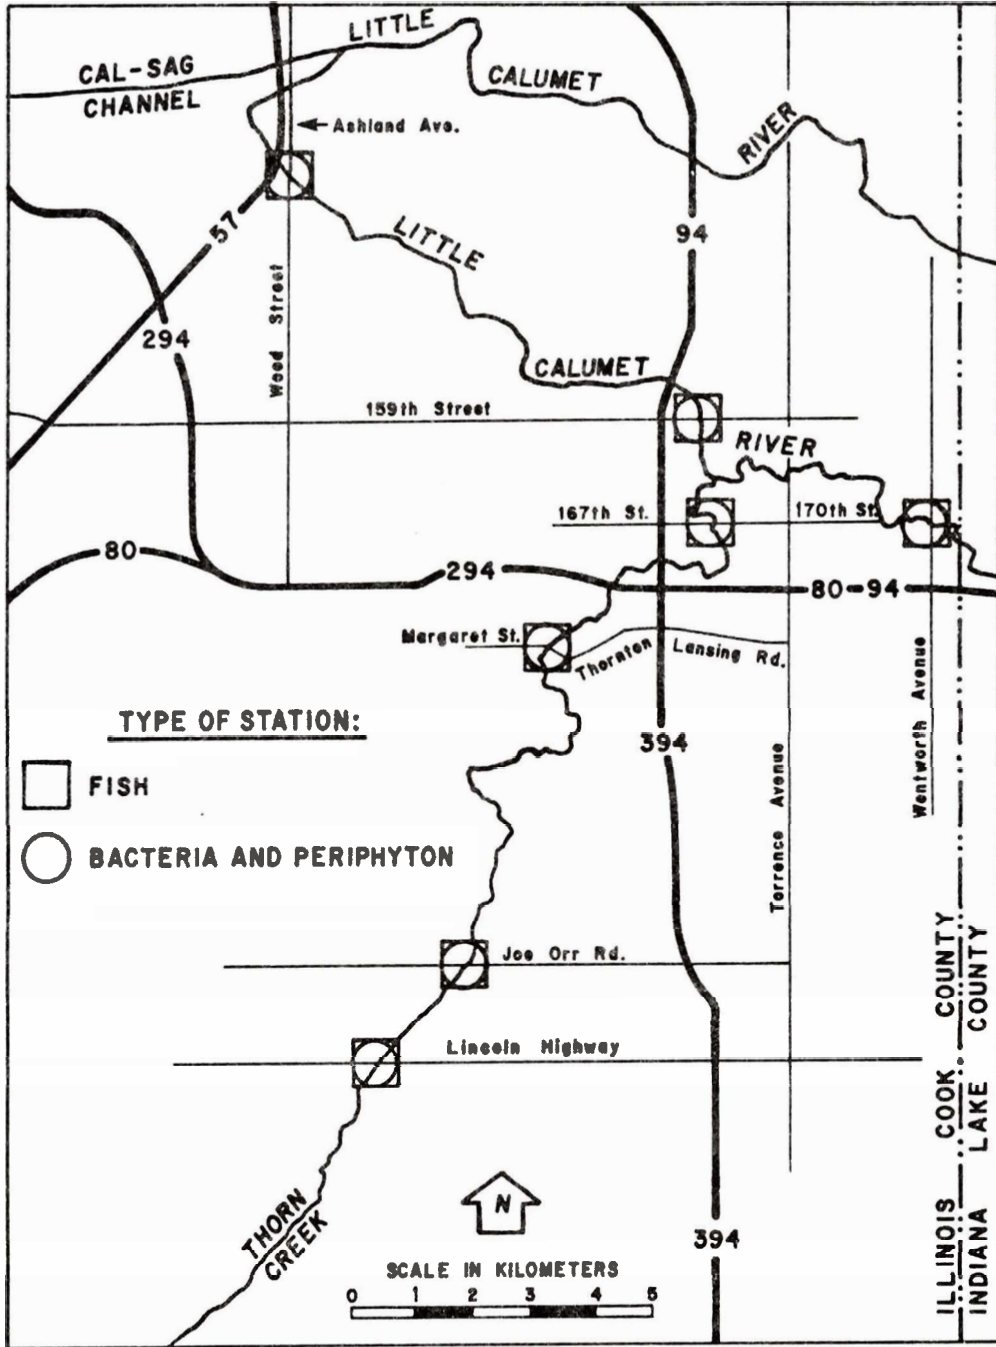 LITTLE
CAL-SAG
CHANNEL
CALUMET
RIVER
Ashland Ave.
57
LITTLE
94
294
Wood Street
CALUMET
159th Street
RIVER
167th St.
170th St.
80
294
80-94
Margaret St.
Thornton Lansing Rd.
TYPE OF STATION:
394
FISH
BACTERIA AND PERIPHYTON
Torrence Avenue
Wentworth Avenue
Joe Orr Rd.
Lincoln Highway
THORN
CREEK
N
394
SCALE IN KILOMETERS
0 1 2 3 4 5
ILLINOIS COOK COUNTY
INDIANA LAKE COUNTY